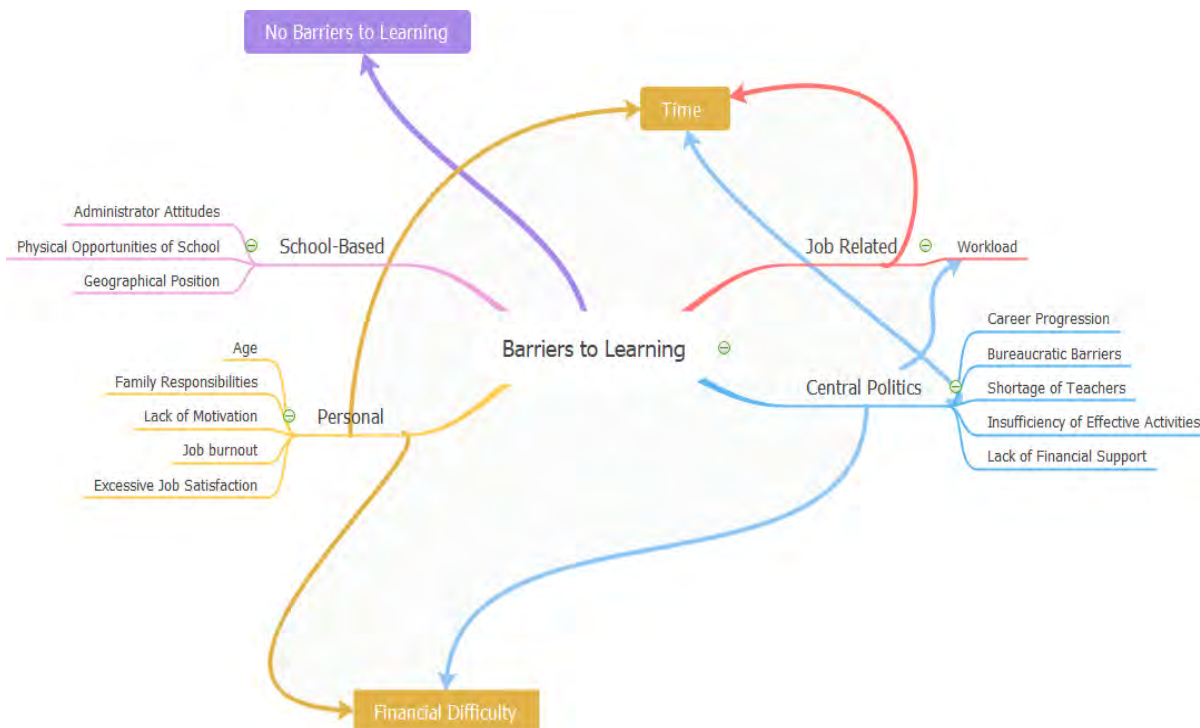 No Barriers to Learning
Time
Administrator Attitudes
Physical Opportunities of School
Geographical Position
School-Based
Job Related
Workload
Barriers to Learning
Age
Family Responsibilities
Lack of Motivation
Job burnout
Excessive Job Satisfaction
Personal
Central Politics
Career Progression
Bureaucratic Barriers
Shortage of Teachers
Insufficiency of Effective Activities
Lack of Financial Support
Financial Difficulty